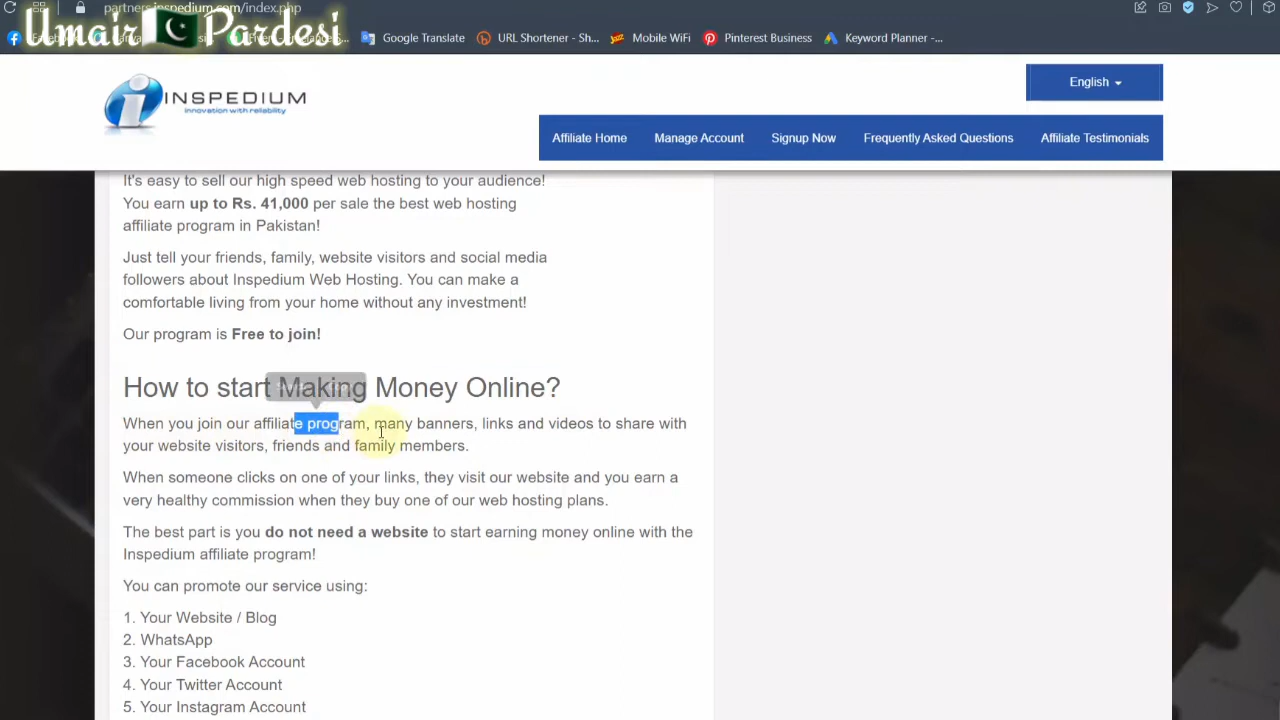 partners.inspedium.com/index.php
Umair Pardesi
Google Translate
URL Shortener - Sh...
Mobile WiFi
Pinterest Business
Keyword Planner -...
INSPEDIUM
innovation with reliability
English
Affiliate Home
Manage Account
Signup Now
Frequently Asked Questions
Affiliate Testimonials
It's easy to sell our high speed web hosting to your audience!
You earn up to Rs. 41,000 per sale the best web hosting
affiliate program in Pakistan!
Just tell your friends, family, website visitors and social media
followers about Inspedium Web Hosting. You can make a
comfortable living from your home without any investment!
Our program is Free to join!
How to start Making Money Online?
When you join our affiliate program, many banners, links and videos to share with
your website visitors, friends and family members.
When someone clicks on one of your links, they visit our website and you earn a
very healthy commission when they buy one of our web hosting plans.
The best part is you do not need a website to start earning money online with the
Inspedium affiliate program!
You can promote our service using:
1. Your Website / Blog
2. WhatsApp
3. Your Facebook Account
4. Your Twitter Account
5. Your Instagram Account